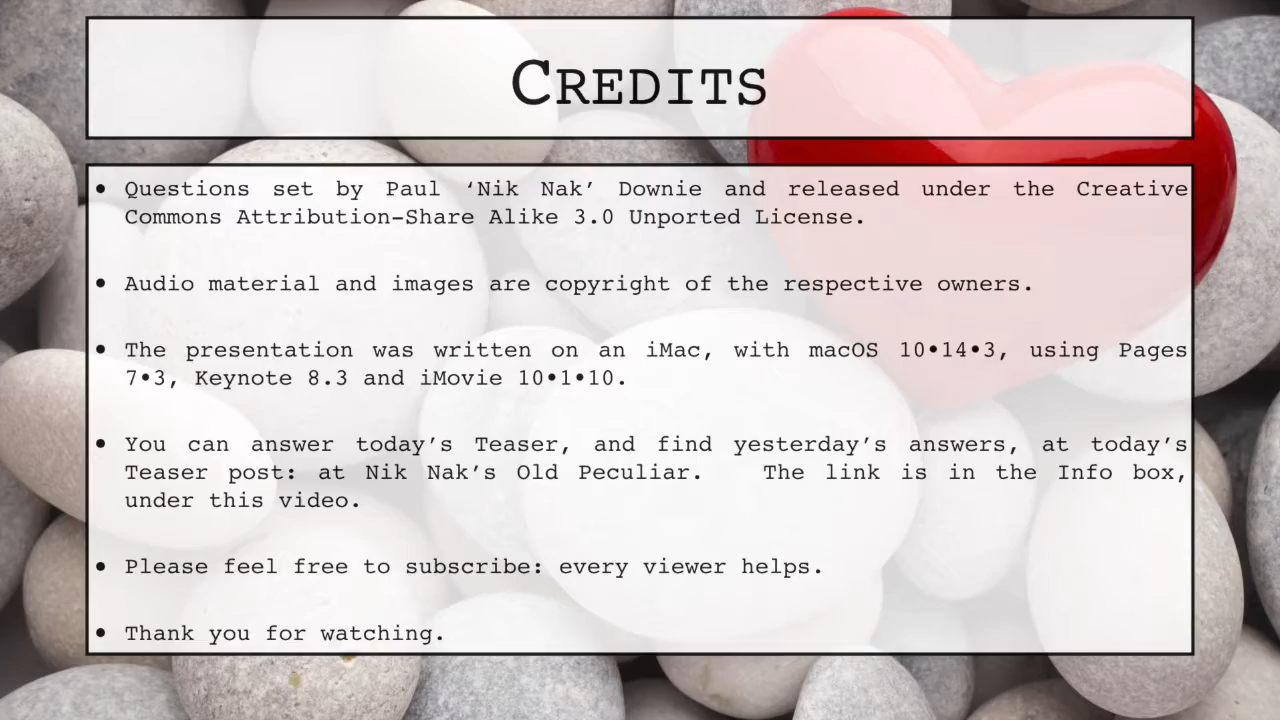 CREDITS
• Questions set by Paul ‘Nik Nak’ Downie and released under the Creative
Commons Attribution-Share Alike 3.0 Unported License.
• Audio material and images are copyright of the respective owners.
• The presentation was written on an iMac, with macOS 10•14•3, using Pages
7•3, Keynote 8.3 and iMovie 10•1•10.
• You can answer today’s Teaser, and find yesterday’s answers, at today’s
Teaser post: at Nik Nak’s Old Peculiar. The link is in the Info box,
under this video.
• Please feel free to subscribe: every viewer helps.
• Thank you for watching.